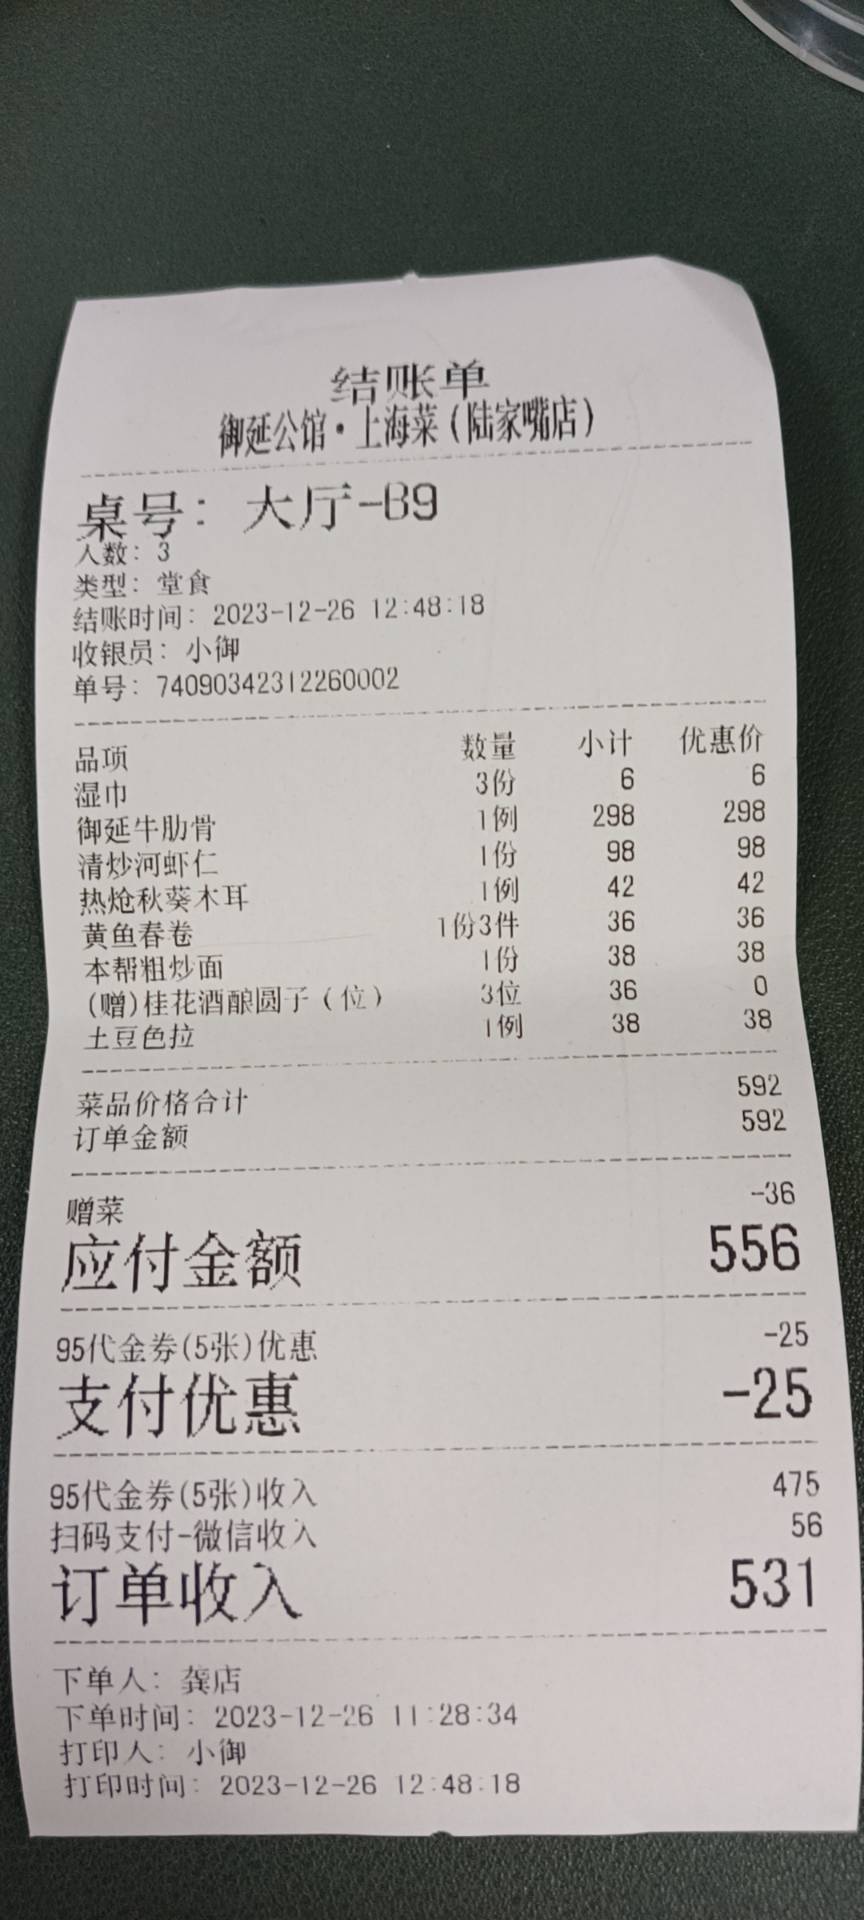 结账单
御延公馆·上海菜(陆家嘴店)
桌号: 大厅-B9
人数: 3
类型: 堂食
结账时间: 2023-12-26 12:48:18
收银员: 小御
单号: 74090342312260002
品项 数量 小计 优惠价
湿巾 3份 6 6
御延牛肋骨 1例 298 298
清炒河虾仁 1份 98 98
热炝秋葵木耳 1例 42 42
黄鱼春卷 1份3件 36 36
本帮粗炒面 1份 38 38
(赠)桂花酒酿圆子(位) 3位 36 0
土豆色拉 1例 38 38
菜品价格合计 592
订单金额 592
赠菜 -36
应付金额 556
95代金券(5张)优惠 -25
支付优惠 -25
95代金券(5张)收入 475
扫码支付-微信收入 56
订单收入 531
下单人: 龚店
下单时间: 2023-12-26 11:28:34
打印人: 小御
打印时间: 2023-12-26 12:48:18